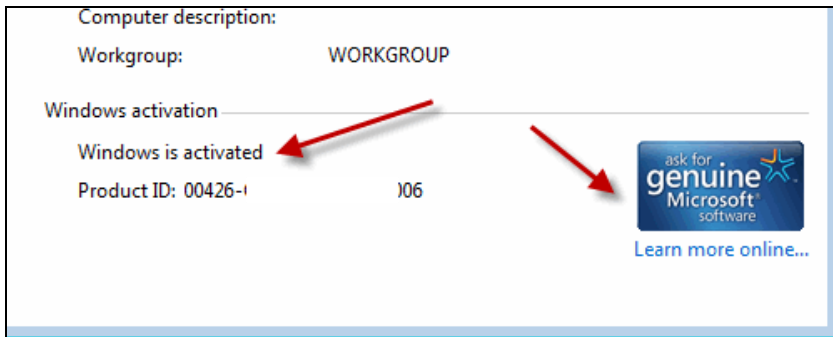 Computer description:
Workgroup: WORKGROUP
Windows activation
Windows is activated
Product ID: 00426- 006
ask for
genuine
Microsoft
software
Learn more online...